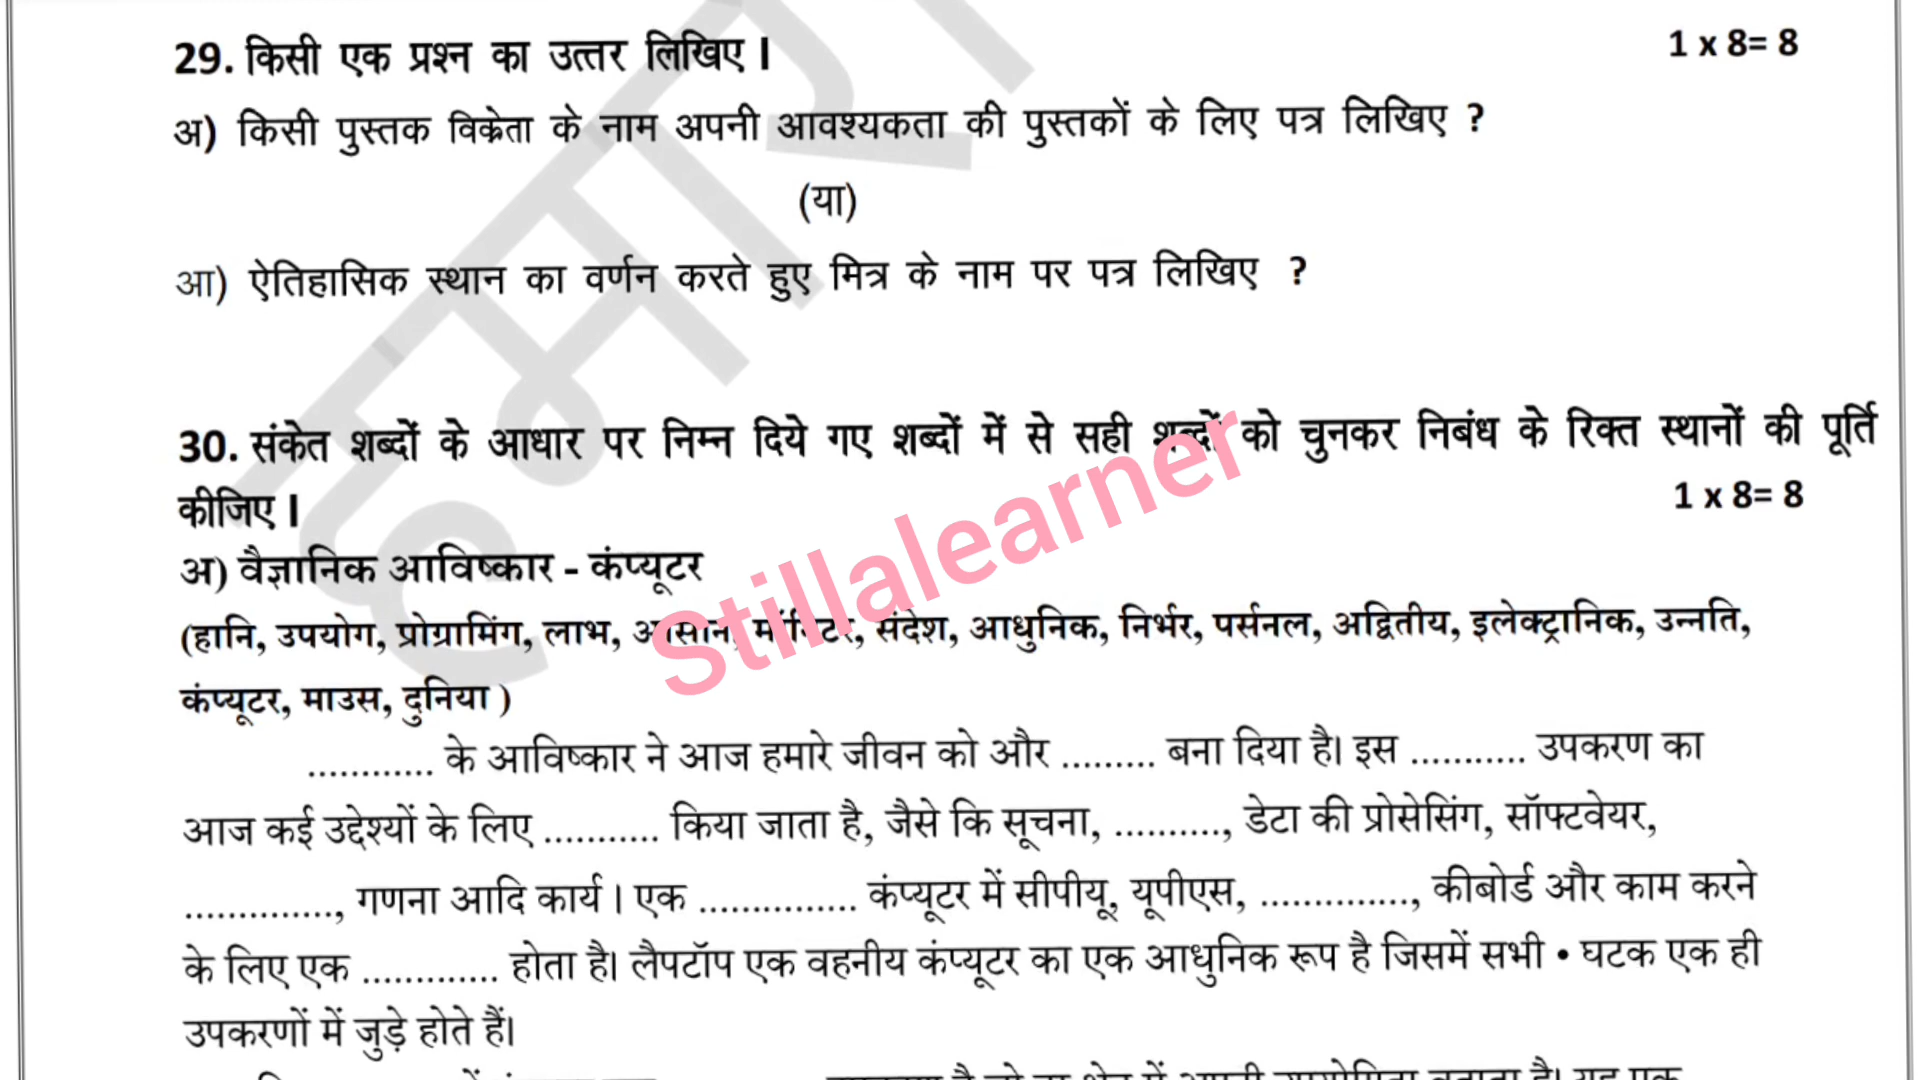 29. किसी एक प्रश्न का उत्तर लिखिए I 1 x 8= 8
अ) किसी पुस्तक विक्रेता के नाम अपनी आवश्यकता की पुस्तकों के लिए पत्र लिखिए ?
(या)
आ) ऐतिहासिक स्थान का वर्णन करते हुए मित्र के नाम पर पत्र लिखिए ?
30. संकेत शब्दों के आधार पर निम्न दिये गए शब्दों में से सही शब्दों को चुनकर निबंध के रिक्त स्थानों की पूर्ति
कीजिए I 1 x 8= 8
अ) वैज्ञानिक आविष्कार - कंप्यूटर
(हानि, उपयोग, प्रोग्रामिंग, लाभ, आसान, मॉनिटर, संदेश, आधुनिक, निर्भर, पर्सनल, अद्वितीय, इलेक्ट्रानिक, उन्नति,
कंप्यूटर, माउस, दुनिया )
Stillalearner
............ के आविष्कार ने आज हमारे जीवन को और ......... बना दिया है। इस ........... उपकरण का
आज कई उद्देश्यों के लिए ........... किया जाता है, जैसे कि सूचना, .........., डेटा की प्रोसेसिंग, सॉफ्टवेयर,
.............., गणना आदि कार्य । एक ............... कंप्यूटर में सीपीयू, यूपीएस, .............., कीबोर्ड और काम करने
के लिए एक ............. होता है। लैपटॉप एक वहनीय कंप्यूटर का एक आधुनिक रूप है जिसमें सभी • घटक एक ही
उपकरणों में जुड़े होते हैं।